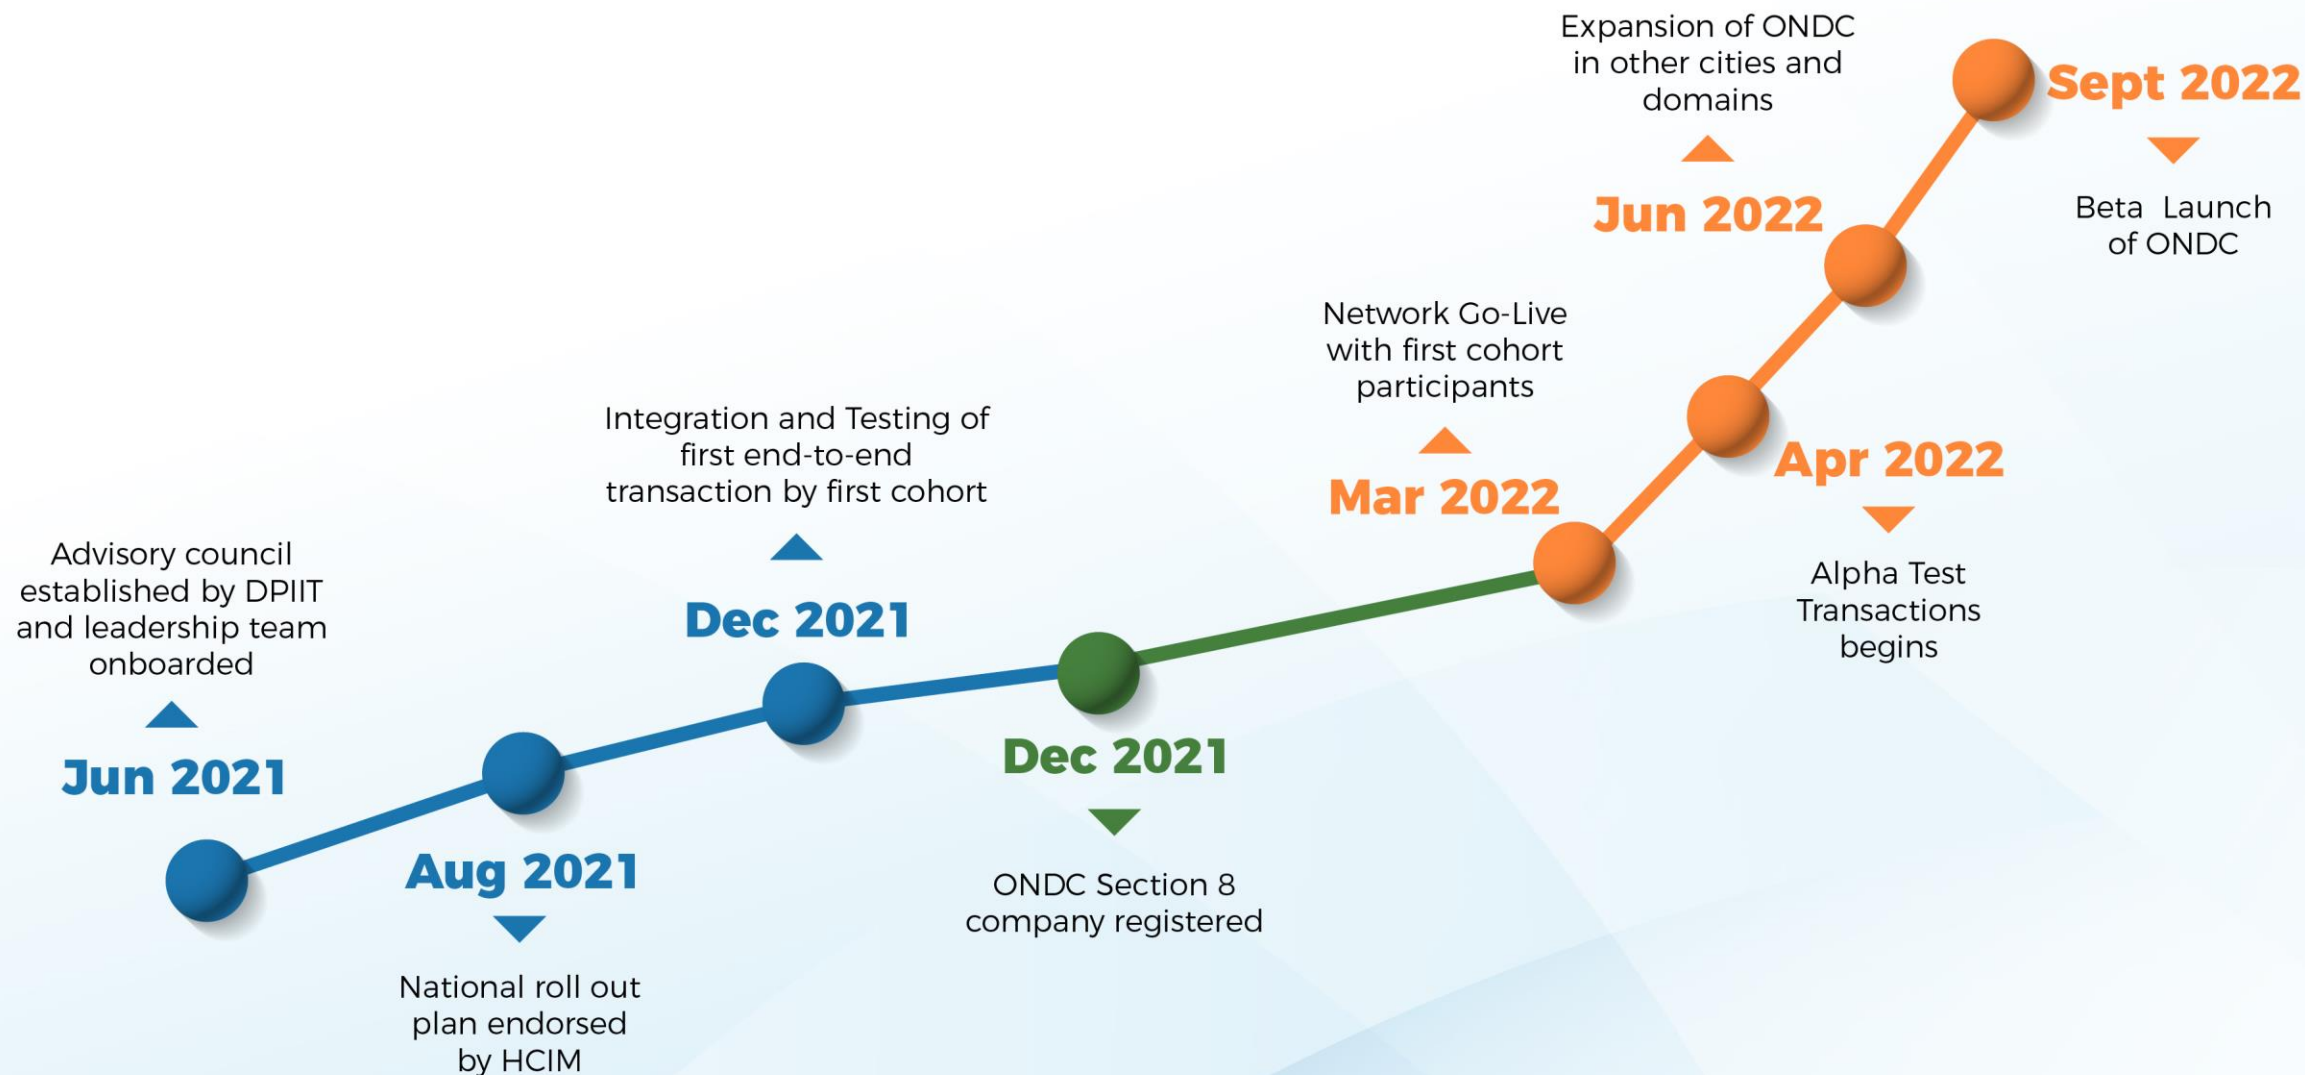 Advisory council
established by DPIIT
and leadership team
onboarded
Jun 2021
Aug 2021
National roll out
plan endorsed
by HCIM
Integration and Testing of
first end-to-end
transaction by first cohort
Dec 2021
Dec 2021
ONDC Section 8
company registered
Network Go-Live
with first cohort
participants
Mar 2022
Apr 2022
Alpha Test
Transactions
begins
Expansion of ONDC
in other cities and
domains
Jun 2022
Sept 2022
Beta Launch
of ONDC